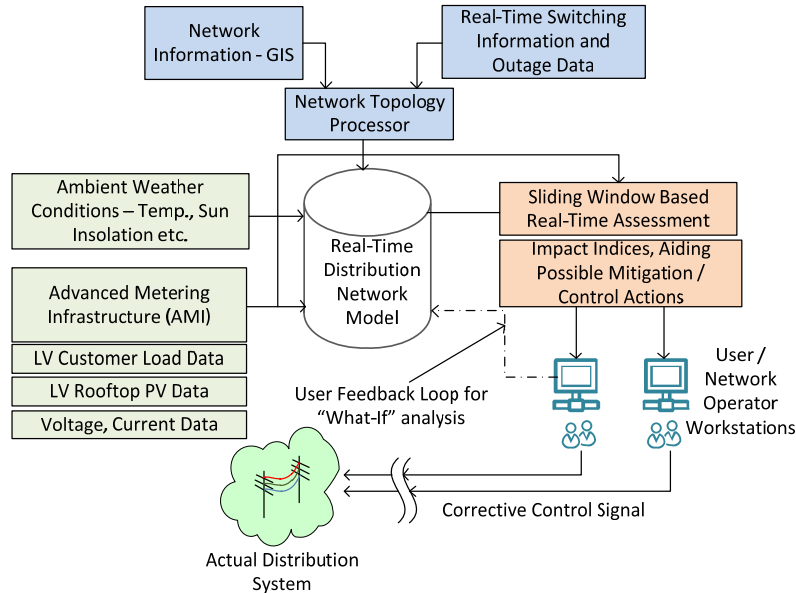 Network
Information - GIS
Real-Time Switching
Information and
Outage Data
Network Topology
Processor
Ambient Weather
Conditions – Temp., Sun
Insolation etc.
Real-Time
Distribution
Network
Model
Sliding Window Based
Real-Time Assessment
Impact Indices, Aiding
Possible Mitigation /
Control Actions
Advanced Metering
Infrastructure (AMI)
LV Customer Load Data
LV Rooftop PV Data
Voltage, Current Data
User Feedback Loop for
“What-If” analysis
User /
Network
Operator
Workstations
Corrective Control Signal
Actual Distribution
System